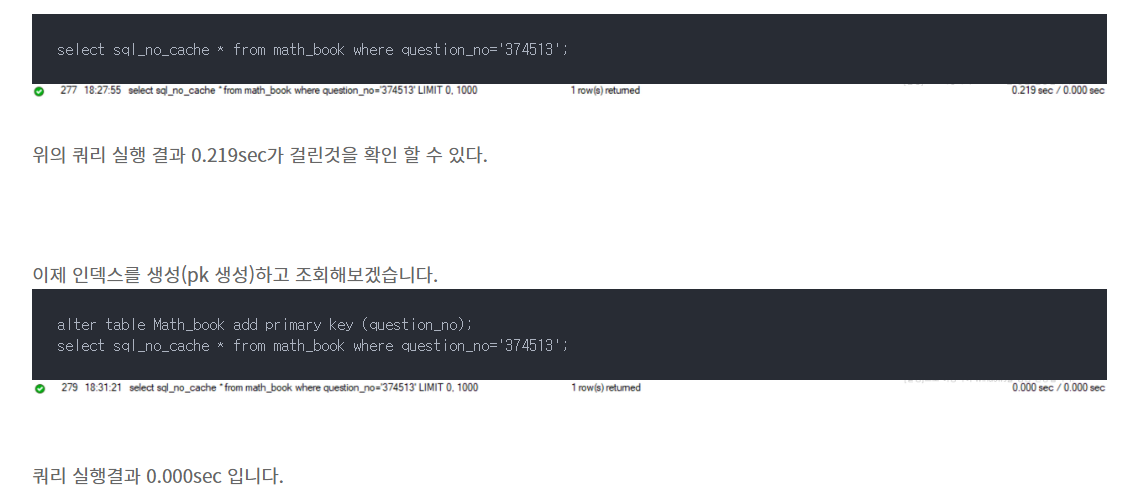 select sql_no_cache * from math_book where question_no='374513';
277 18:27:55 select sql_no_cache * from math_book where question_no='374513' LIMIT 0, 1000 1 row(s) returned 0.219 sec / 0.000 sec
위의 쿼리 실행 결과 0.219sec가 걸린것을 확인 할 수 있다.
이제 인덱스를 생성(pk 생성)하고 조회해보겠습니다.
alter table Math_book add primary key (question_no);
select sql_no_cache * from math_book where question_no='374513';
279 18:31:21 select sql_no_cache * from math_book where question_no='374513' LIMIT 0, 1000 1 row(s) returned 0.000 sec / 0.000 sec
쿼리 실행결과 0.000sec 입니다.